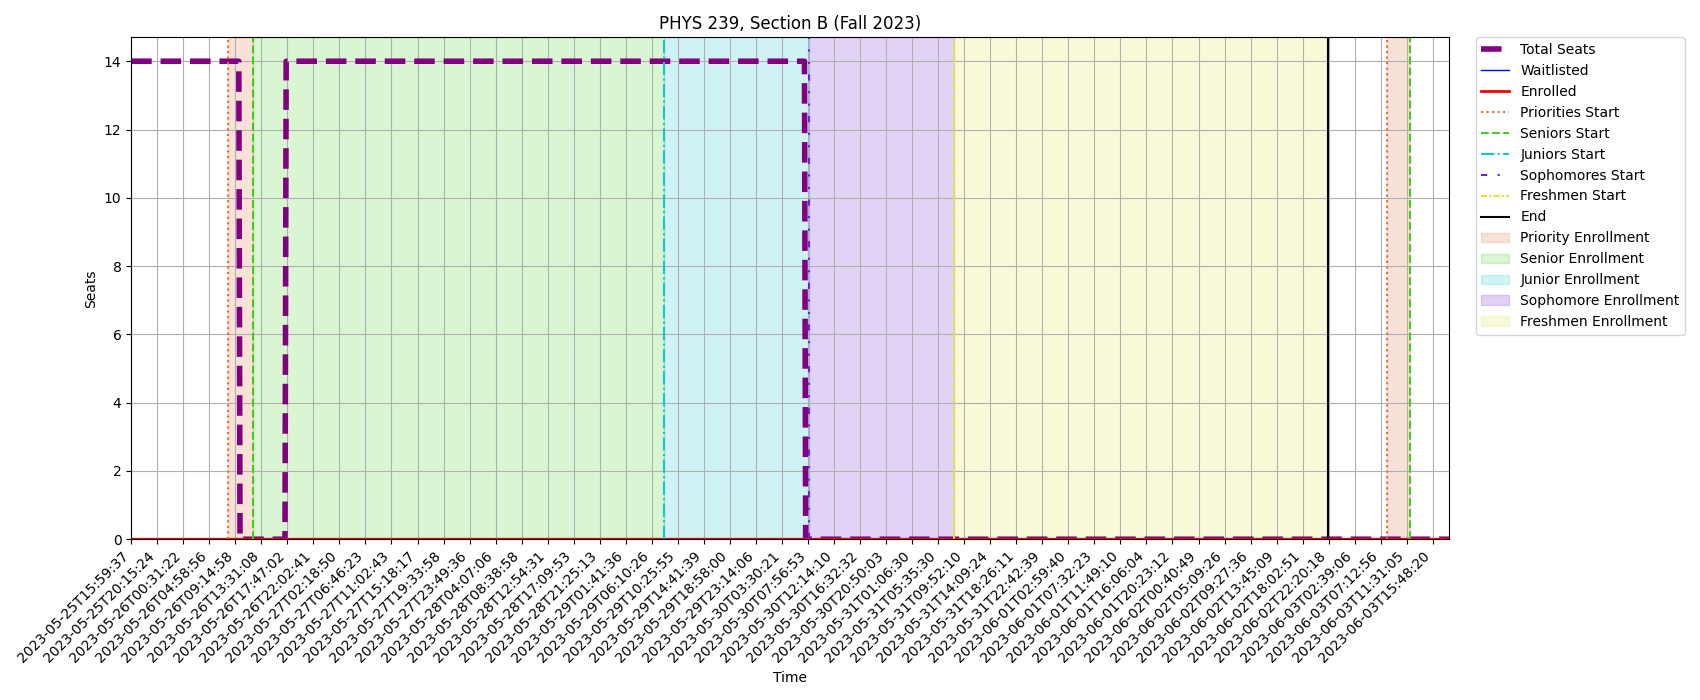 PHYS 239, Section B (Fall 2023)
Seats
14
12
10
8
6
4
2
0
2023-05-25T15:59:37
2023-05-25T20:15:24
2023-05-26T00:31:22
2023-05-26T04:58:56
2023-05-26T09:14:58
2023-05-26T13:31:08
2023-05-26T17:47:02
2023-05-26T22:02:41
2023-05-27T02:18:50
2023-05-27T06:46:23
2023-05-27T11:02:43
2023-05-27T15:18:17
2023-05-27T19:33:58
2023-05-27T23:49:36
2023-05-28T04:07:06
2023-05-28T08:38:58
2023-05-28T12:54:31
2023-05-28T17:09:53
2023-05-28T21:25:13
2023-05-29T01:41:36
2023-05-29T06:10:26
2023-05-29T10:25:55
2023-05-29T14:41:39
2023-05-29T18:58:00
2023-05-29T23:14:06
2023-05-30T03:30:21
2023-05-30T07:56:53
2023-05-30T12:14:10
2023-05-30T16:32:32
2023-05-30T20:50:03
2023-05-31T01:06:30
2023-05-31T05:35:30
2023-05-31T09:52:10
2023-05-31T14:09:24
2023-05-31T18:26:11
2023-05-31T22:42:39
2023-06-01T02:59:40
2023-06-01T07:32:23
2023-06-01T11:49:10
2023-06-01T16:06:04
2023-06-01T20:23:12
2023-06-02T00:40:49
2023-06-02T05:09:26
2023-06-02T09:27:36
2023-06-02T13:45:09
2023-06-02T18:02:51
2023-06-02T22:20:18
2023-06-03T02:39:06
2023-06-03T07:12:56
2023-06-03T11:31:05
2023-06-03T15:48:20
Time
Total Seats
Waitlisted
Enrolled
Priorities Start
Seniors Start
Juniors Start
Sophomores Start
Freshmen Start
End
Priority Enrollment
Senior Enrollment
Junior Enrollment
Sophomore Enrollment
Freshmen Enrollment